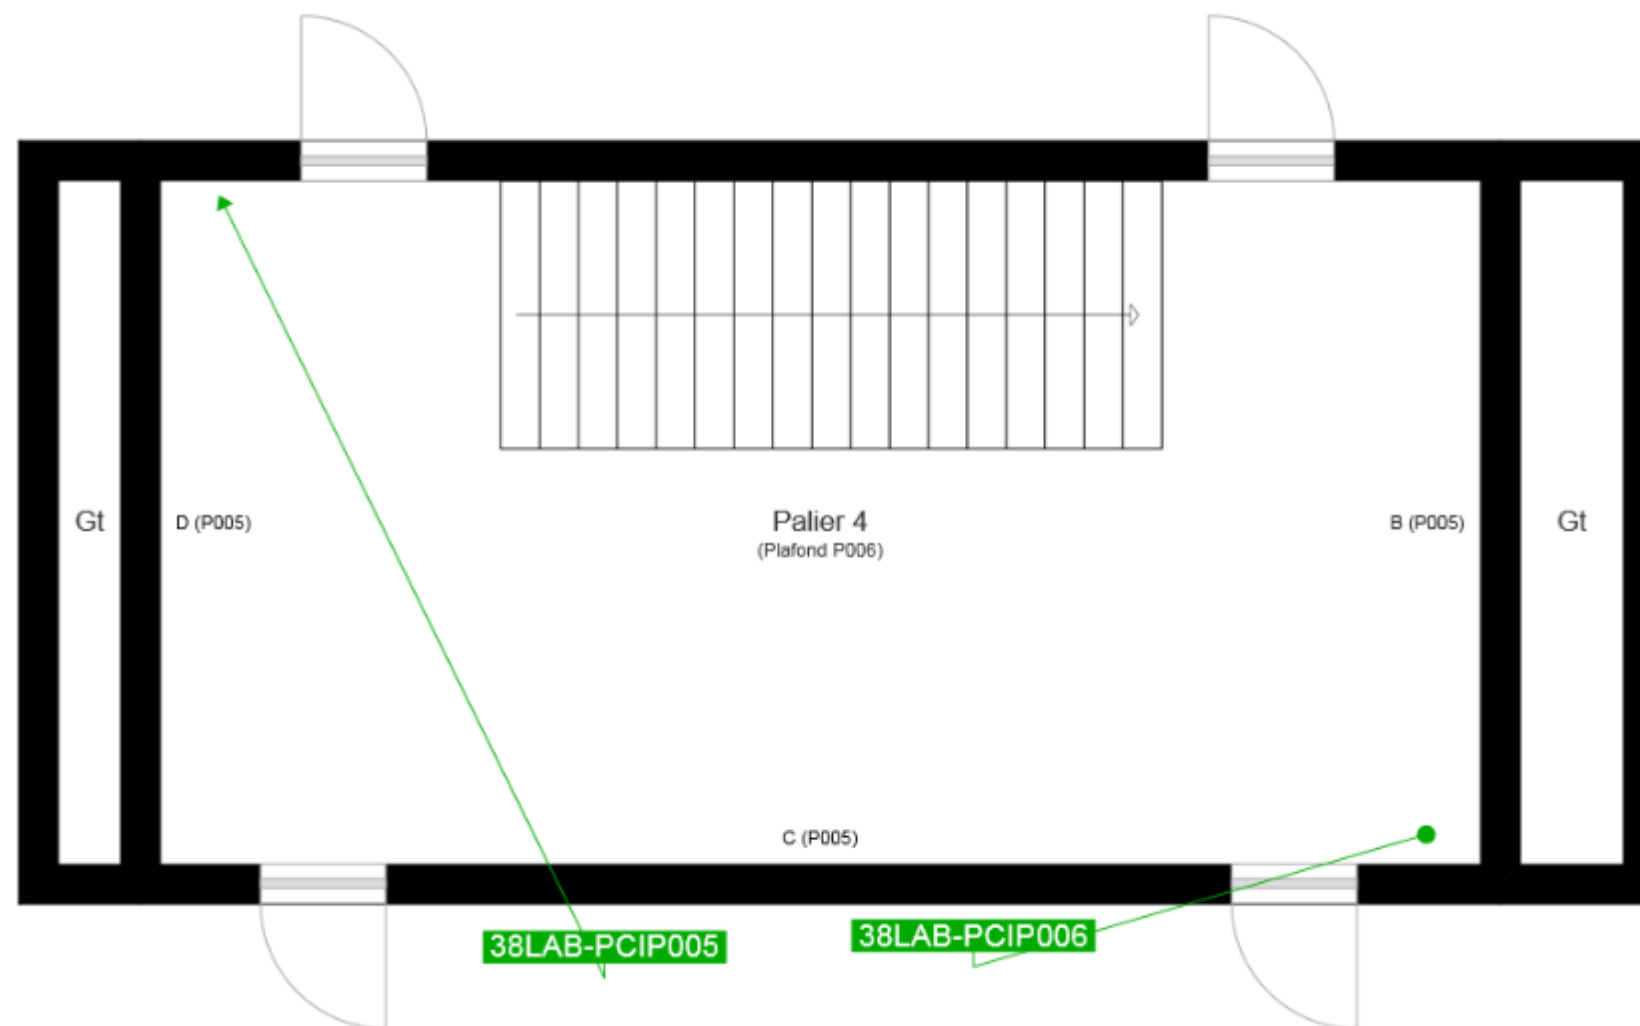 Gt
D (P005)
Palier 4
(Plafond P006)
B (P005)
Gt
C (P005)
38LAB-PCIP005
38LAB-PCIP006